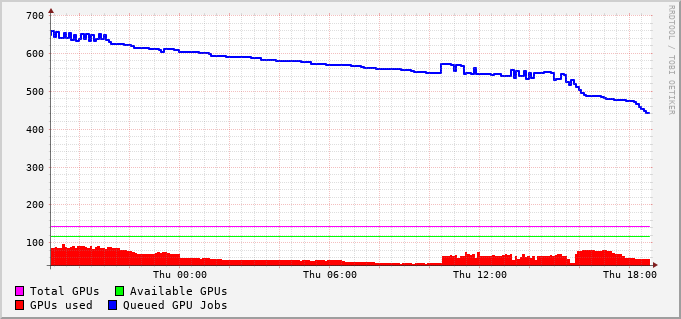 700
600
500
400
300
200
100
Thu 00:00 Thu 06:00 Thu 12:00 Thu 18:00
Total GPUs Available GPUs
GPUs used Queued GPU Jobs
RRDTOOL / TOBI OETIKER